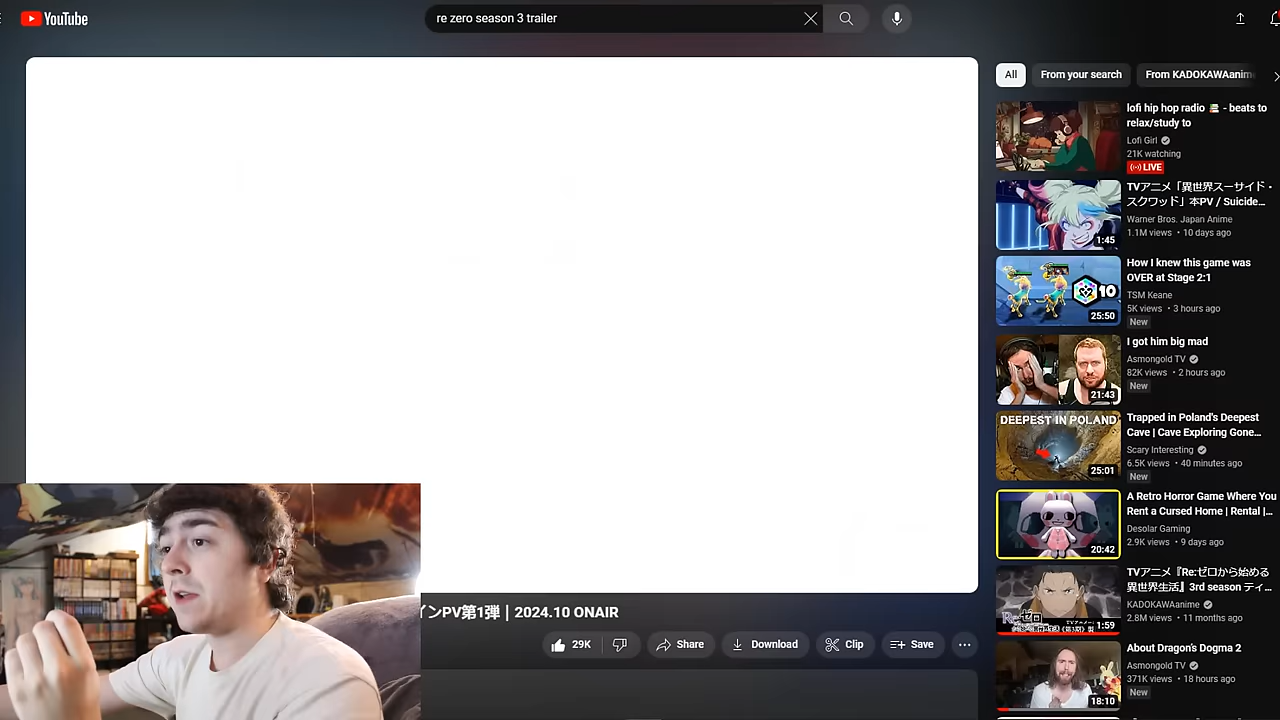 YouTube
re zero season 3 trailer
All
From your search
From KADOKAWAanim
lofi hip hop radio 📚 - beats to
relax/study to
Lofi Girl
21K watching
LIVE
TVアニメ「異世界スーサイド・
スクワッド」本PV / Suicide...
Warner Bros. Japan Anime
1.1M views • 10 days ago
1:45
How I knew this game was
OVER at Stage 2:1
TSM Keane
5K views • 3 hours ago
New
10
25:50
I got him big mad
Asmongold TV
82K views • 2 hours ago
New
21:43
DEEPEST IN POLAND
Trapped in Poland's Deepest
Cave | Cave Exploring Gone...
Scary Interesting
6.5K views • 40 minutes ago
New
25:01
A Retro Horror Game Where You
Rent a Cursed Home | Rental |...
Desolar Gaming
2.9K views • 9 days ago
20:42
TVアニメ『Re:ゼロから始める
異世界生活』3rd season ティ...
KADOKAWAanime
2.8M views • 11 months ago
1:59
About Dragon's Dogma 2
Asmongold TV
371K views • 18 hours ago
New
18:10
インPV第1弾｜2024.10 ONAIR
29K
Share
Download
Clip
Save